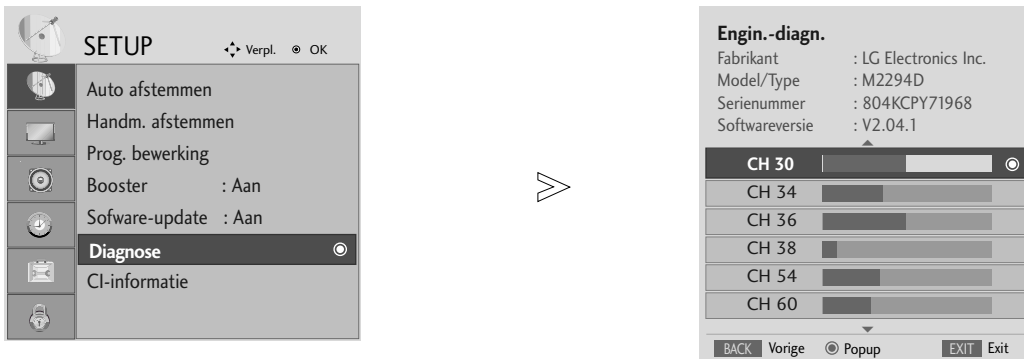 SETUP
Verpl. OK
Auto afstemmen
Handm. afstemmen
Prog. bewerking
Booster : Aan
Sofware-update : Aan
Diagnose
CI-informatie
Engin.-diagn.
Fabrikant : LG Electronics Inc.
Model/Type : M2294D
Serienummer : 804KCPY71968
Softwareversie : V2.04.1
CH 30
CH 34
CH 36
CH 38
CH 54
CH 60
BACK Vorige Popup EXIT Exit